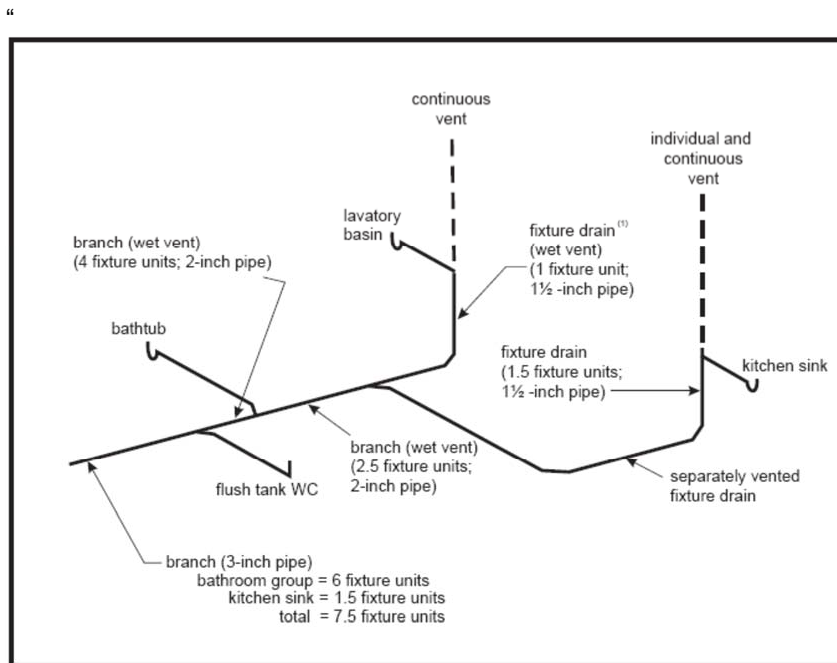 “
continuous
vent
individual and
continuous
vent
lavatory
basin
fixture drain⁽¹⁾
(wet vent)
(1 fixture unit;
1½ -inch pipe)
branch (wet vent)
(4 fixture units; 2-inch pipe)
bathtub
fixture drain
(1.5 fixture units;
1½ -inch pipe)
kitchen sink
branch (wet vent)
(2.5 fixture units;
2-inch pipe)
flush tank WC
separately vented
fixture drain
branch (3-inch pipe)
bathroom group = 6 fixture units
kitchen sink = 1.5 fixture units
total = 7.5 fixture units